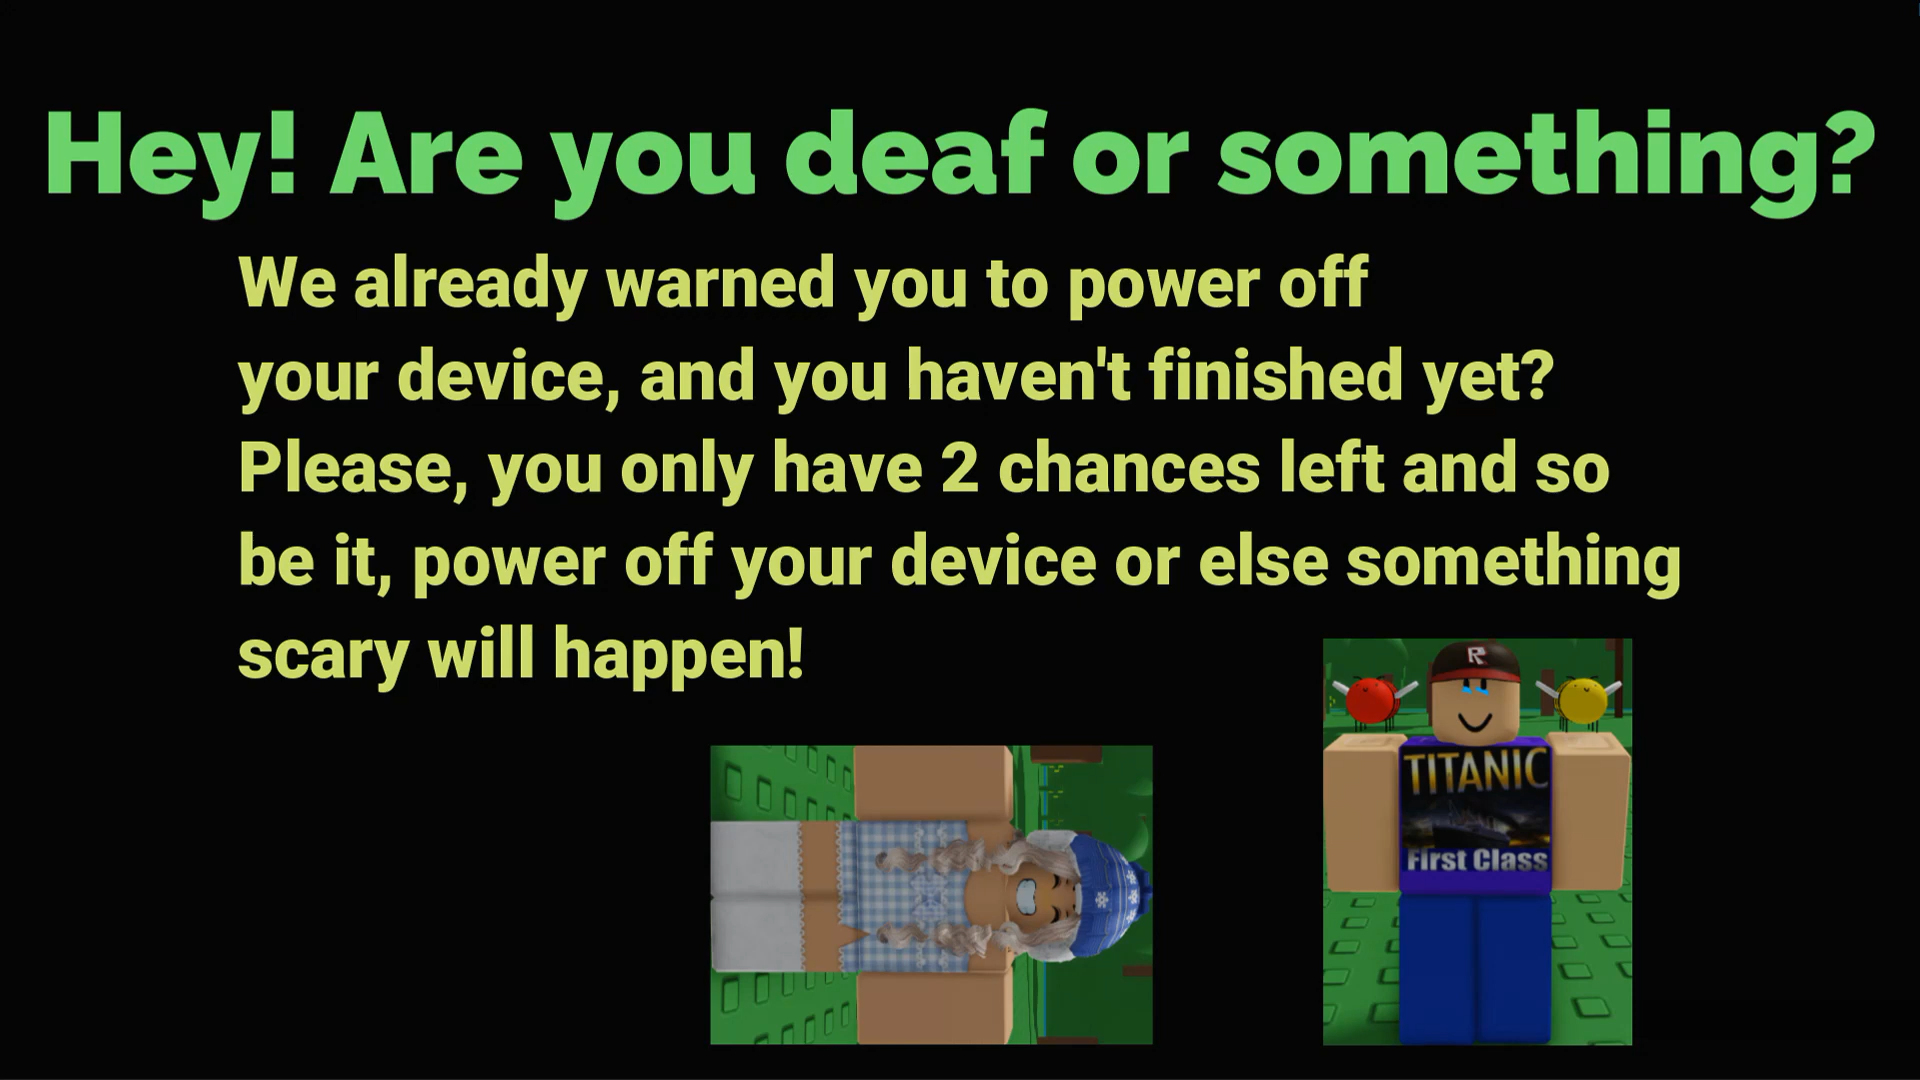 Hey! Are you deaf or something?
We already warned you to power off
your device, and you haven't finished yet?
Please, you only have 2 chances left and so
be it, power off your device or else something
scary will happen!
R
TITANIC
First Class